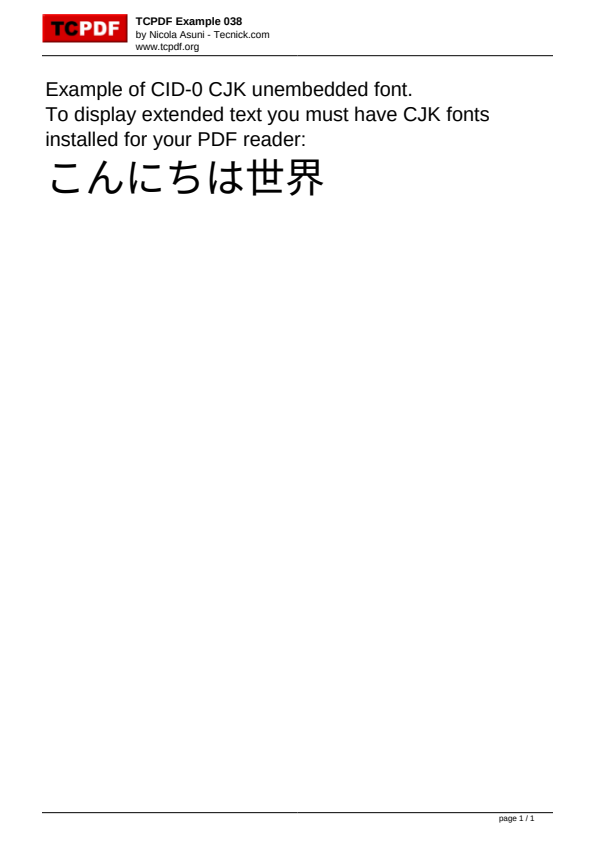 TCPDF
TCPDF Example 038
by Nicola Asuni - Tecnick.com
www.tcpdf.org
Example of CID-0 CJK unembedded font.
To display extended text you must have CJK fonts
installed for your PDF reader:
こんにちは世界
page 1 / 1